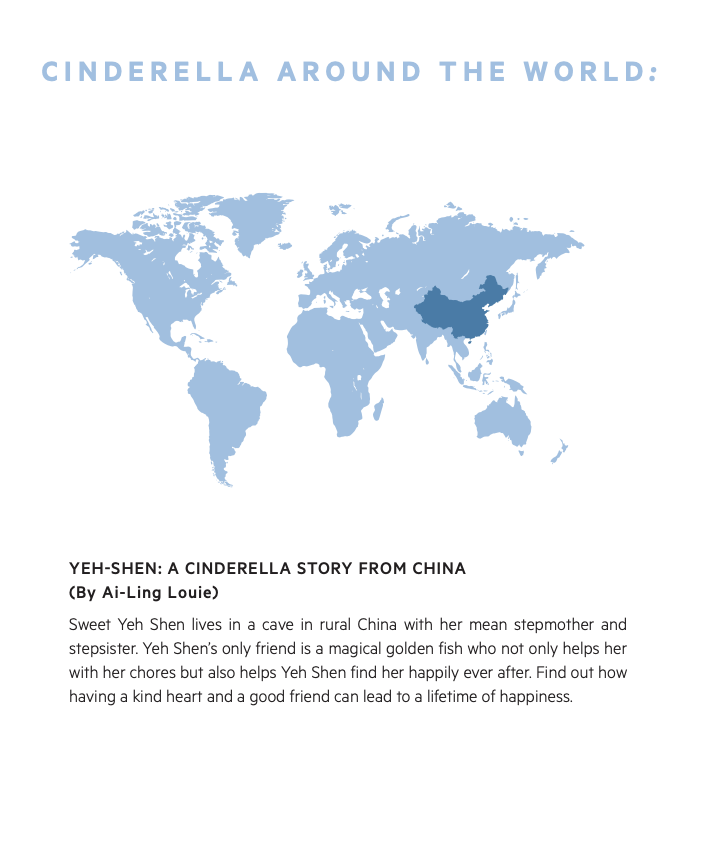 CINDERELLA AROUND THE WORLD:
YEH-SHEN: A CINDERELLA STORY FROM CHINA
(By Ai-Ling Louie)
Sweet Yeh Shen lives in a cave in rural China with her mean stepmother and
stepsister. Yeh Shen’s only friend is a magical golden fish who not only helps her
with her chores but also helps Yeh Shen find her happily ever after. Find out how
having a kind heart and a good friend can lead to a lifetime of happiness.